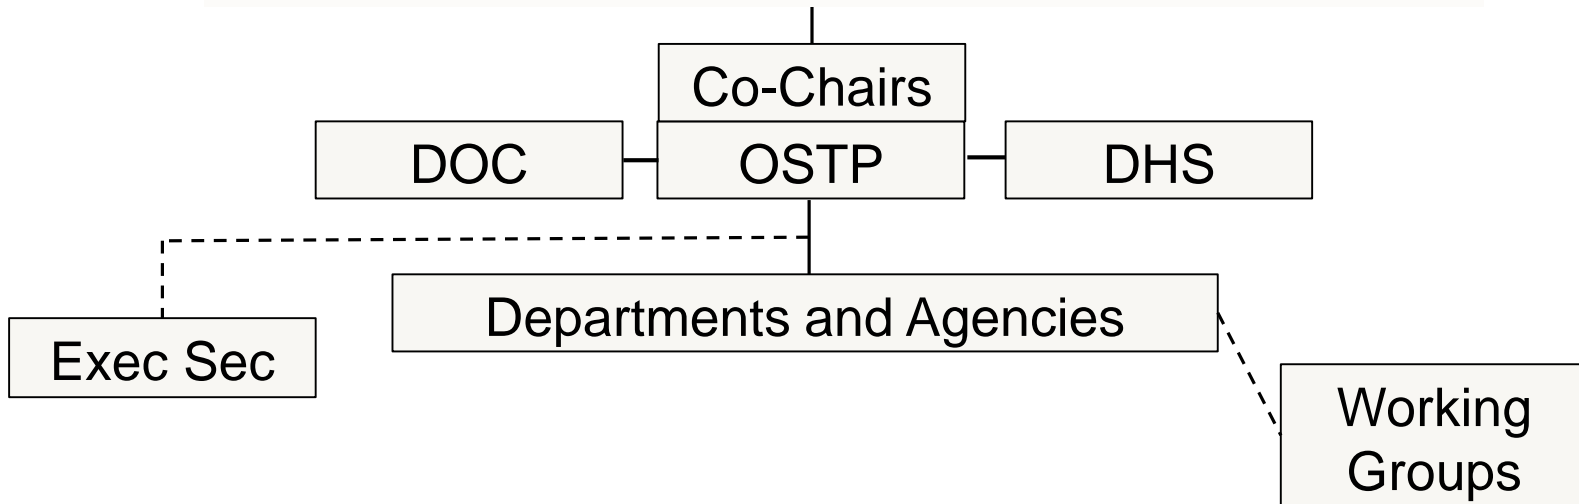 Co-Chairs
DOC
OSTP
DHS
Departments and Agencies
Exec Sec
Working
Groups